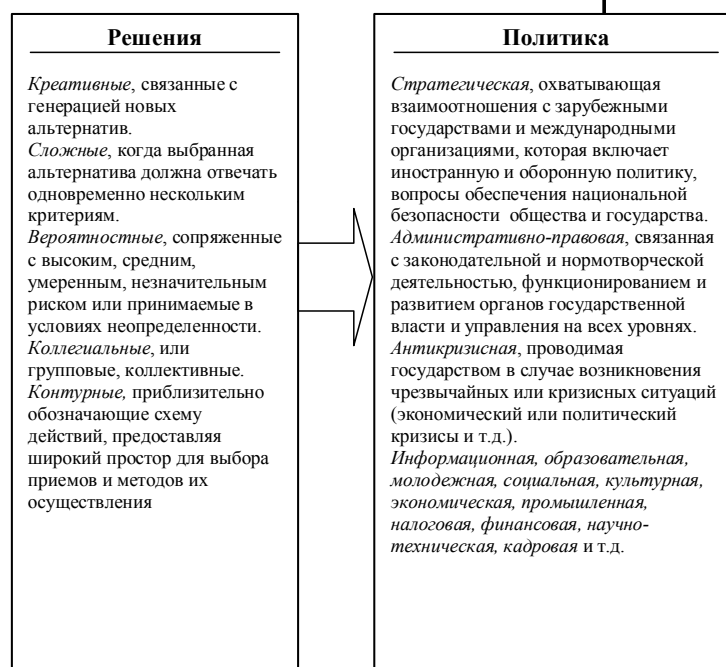 Решения
Креативные, связанные с
генерацией новых
альтернатив.
Сложные, когда выбранная
альтернатива должна отвечать
одновременно нескольким
критериям.
Вероятностные, сопряженные
с высоким, средним,
умеренным, незначительным
риском или принимаемые в
условиях неопределенности.
Коллегиальные, или
групповые, коллективные.
Контурные, приблизительно
обозначающие схему
действий, предоставляя
широкий простор для выбора
приемов и методов их
осуществления
Политика
Стратегическая, охватывающая
взаимоотношения с зарубежными
государствами и международными
организациями, которая включает
иностранную и оборонную политику,
вопросы обеспечения национальной
безопасности общества и государства.
Административно-правовая, связанная
с законодательной и нормотворческой
деятельностью, функционированием и
развитием органов государственной
власти и управления на всех уровнях.
Антикризисная, проводимая
государством в случае возникновения
чрезвычайных или кризисных ситуаций
(экономический или политический
кризисы и т.д.).
Информационная, образовательная,
молодежная, социальная, культурная,
экономическая, промышленная,
налоговая, финансовая, научно-
техническая, кадровая и т.д.